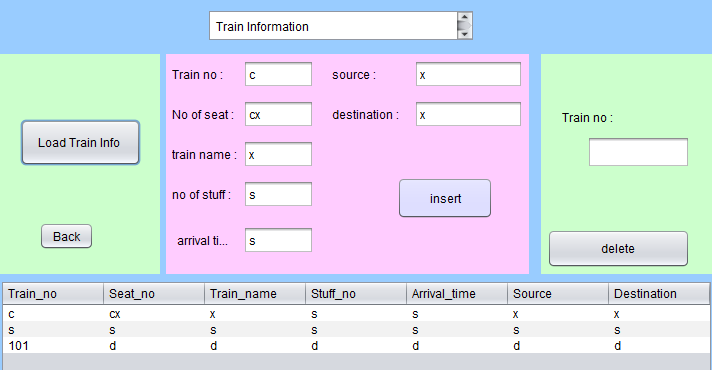 Train Information
Train no : c source : x
No of seat : cx destination : x
train name : x
no of stuff : s
arrival ti... s
Load Train Info
Back
insert
Train no :
delete
Train_no Seat_no Train_name Stuff_no Arrival_time Source Destination
c cx x s s x x
s s s s s s s
101 d d d d d d